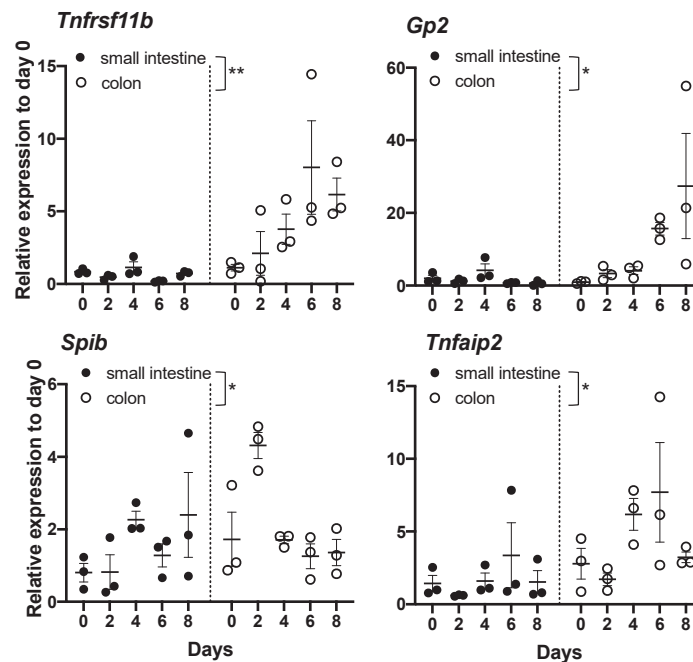 Tnfrsf11b
Gp2
small intestine
colon
**
small intestine
colon
*
Relative expression to day 0
15
10
5
0
60
40
20
0
0 2 4 6 8 0 2 4 6 8
0 2 4 6 8 0 2 4 6 8
Spib
Tnfaip2
small intestine
colon
*
small intestine
colon
*
Relative expression to day 0
6
4
2
0
15
10
5
0
0 2 4 6 8 0 2 4 6 8
0 2 4 6 8 0 2 4 6 8
Days
Days